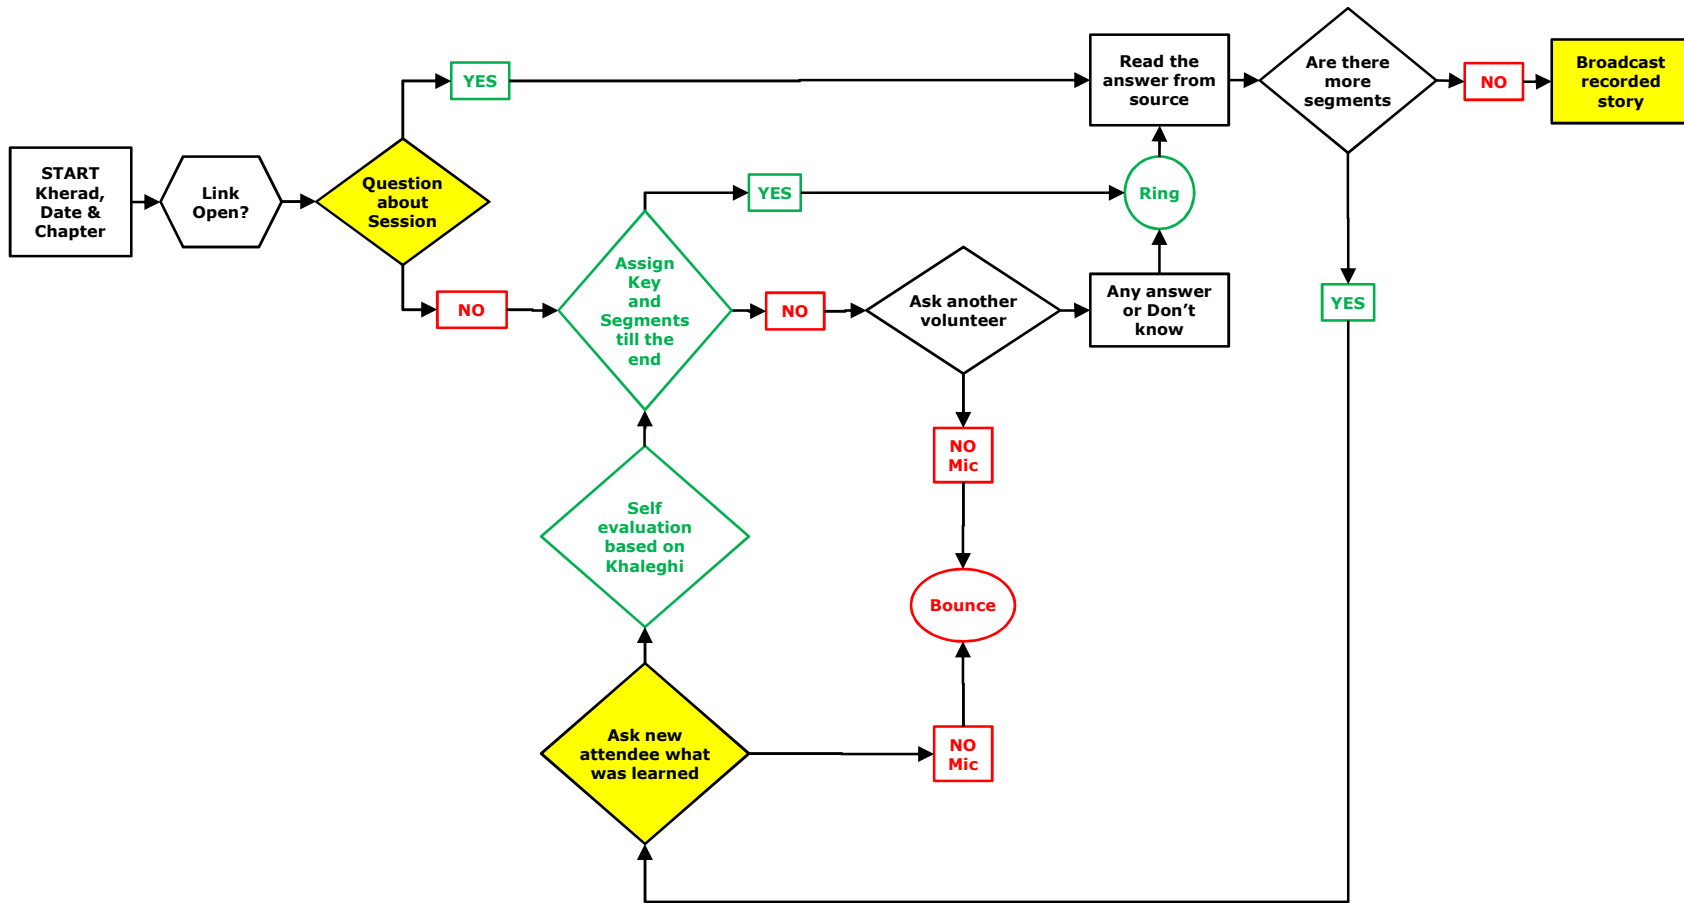 START
Kherad,
Date &
Chapter
Link
Open?
Question
about
Session
YES
NO
Assign
Key
and
Segments
till the
end
YES
NO
Ask another
volunteer
Any answer
or Don't
know
Ring
Read the
answer from
source
Are there
more
segments
NO
Broadcast
recorded
story
YES
NO
Mic
Bounce
Self
evaluation
based on
Khaleghi
Ask new
attendee what
was learned
NO
Mic